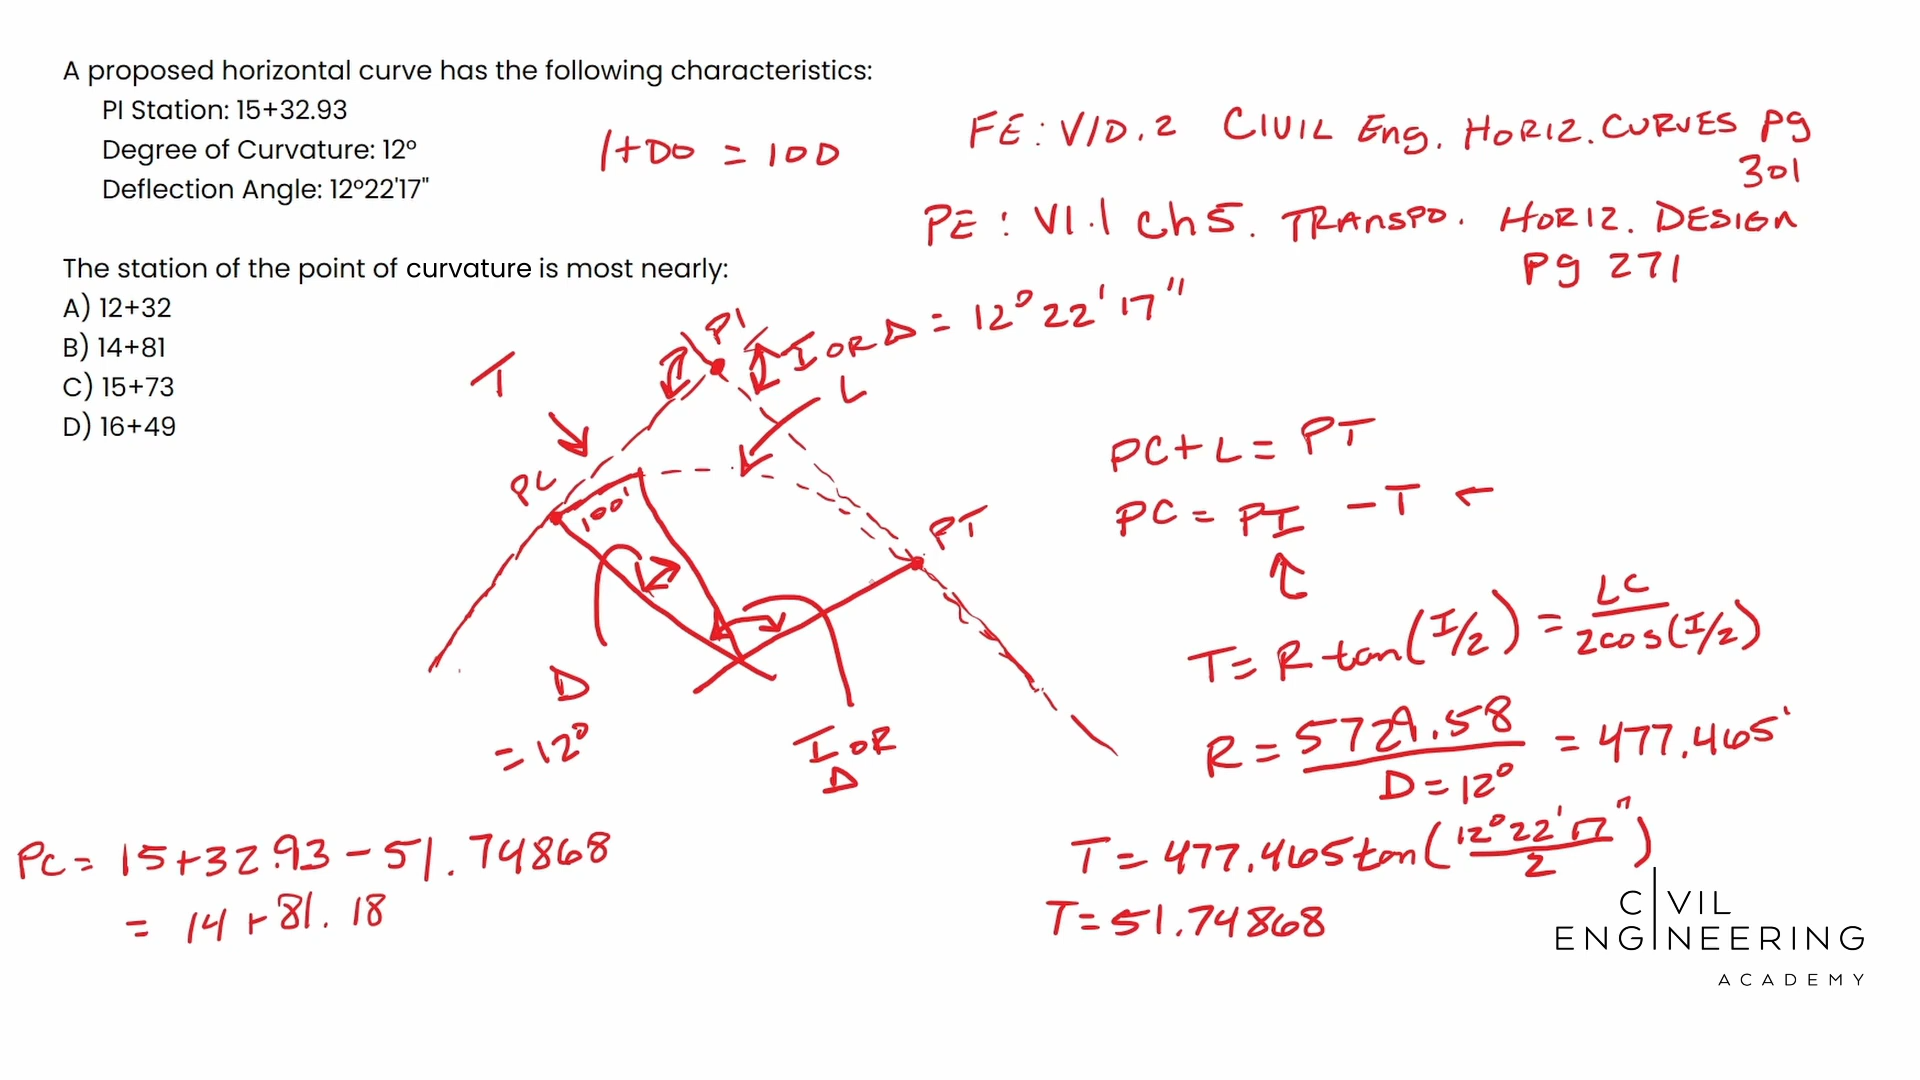 A proposed horizontal curve has the following characteristics:
PI Station: 15+32.93
Degree of Curvature: 12º
Deflection Angle: 12º22'17"
The station of the point of curvature is most nearly:
A) 12+32
B) 14+81
C) 15+73
D) 16+49
1+00 = 100
FE: V10.2 CIVIL Eng. HORIZ. CURVES pg
301
PE: V1.1 Ch 5. TRANSPO. HORIZ. DESIGN
pg 271
PI
I OR Δ = 12° 22' 17"
T
L
PC
100'
PT
D
= 12°
I OR
Δ
PC + L = PT
PC = PI - T ←
T = R tan(I/2) = LC / 2cos(I/2)
R = 5729.58 / D = 12° = 477.465'
T = 477.465 tan(12°22'17" / 2)
T = 51.74868
PC = 15+32.93 - 51.74868
= 14+81.18
CIVIL
ENGINEERING
ACADEMY